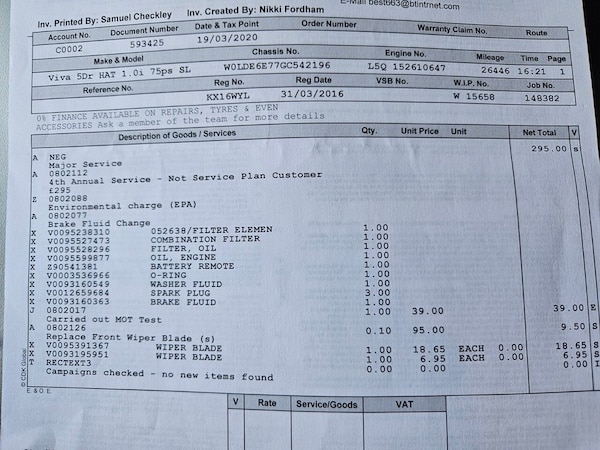 E-Mail best663@btintrnet.com
Inv. Printed By: Samuel Checkley Inv. Created By: Nikki Fordham
Account No. Document Number Date & Tax Point Order Number Warranty Claim No. Route
C0002 593425 19/03/2020
Make & Model Chassis No. Engine No. Mileage Time Page
Viva 5Dr HAT 1.0i 75ps SL W0LDE6E77GC542196 L5Q 152610647 26446 16:21 1
Reference No. Reg No. Reg Date VSB No. W.I.P. No. Job No.
KX16WYL 31/03/2016 W 15658 148382
0% FINANCE AVAILABLE ON REPAIRS, TYRES & EVEN
ACCESSORIES Ask a member of the team for more details
Description of Goods / Services Qty. Unit Price Unit Net Total V
A NEG 295.00 S
Major Service
A 0802112
4th Annual Service - Not Service Plan Customer
£295
Z 0802088
Environmental charge (EPA)
A 0802077
Brake Fluid Change
X V0095238310 052638/FILTER ELEMEN 1.00
X V0095527473 COMBINATION FILTER 1.00
X V0095528296 FILTER, OIL 1.00
X V0095599877 OIL, ENGINE 1.00
X Z90541381 BATTERY REMOTE 1.00
X V0003536966 O-RING 1.00
X V0093160549 WASHER FLUID 1.00
X V0012659684 SPARK PLUG 3.00
X V0093160363 BRAKE FLUID 1.00
J 0802017 1.00 39.00 39.00 E
Carried out MOT Test
A 0802126 0.10 95.00 9.50 S
Replace Front Wiper Blade (s)
X V0095391367 WIPER BLADE 1.00 18.65 EACH 0.00 18.65 S
X V0093195951 WIPER BLADE 1.00 6.95 EACH 0.00 6.95 S
T RECTEXT3 0.00 0.00 0.00 I
Campaigns checked - no new items found
© CDK Global
E & O E
V Rate Service/Goods VAT